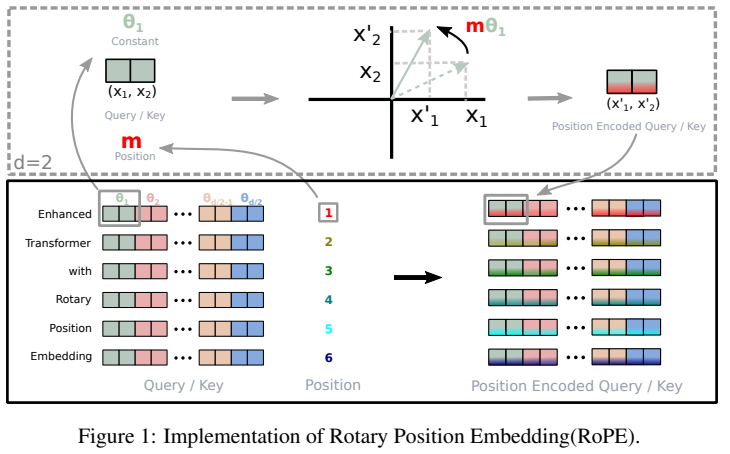 θ1
Constant
(x1, x2)
Query / Key
m
Position
d=2
x'2
x2
x'1
x1
mθ1
(x'1, x'2)
Position Encoded Query / Key
θ1 θ2 θd/2-1 θd/2
Enhanced ••• 1 •••
Transformer ••• 2 •••
with ••• 3 •••
Rotary ••• 4 •••
Position ••• 5 •••
Embedding ••• 6 •••
Query / Key Position Position Encoded Query / Key
Figure 1: Implementation of Rotary Position Embedding(RoPE).